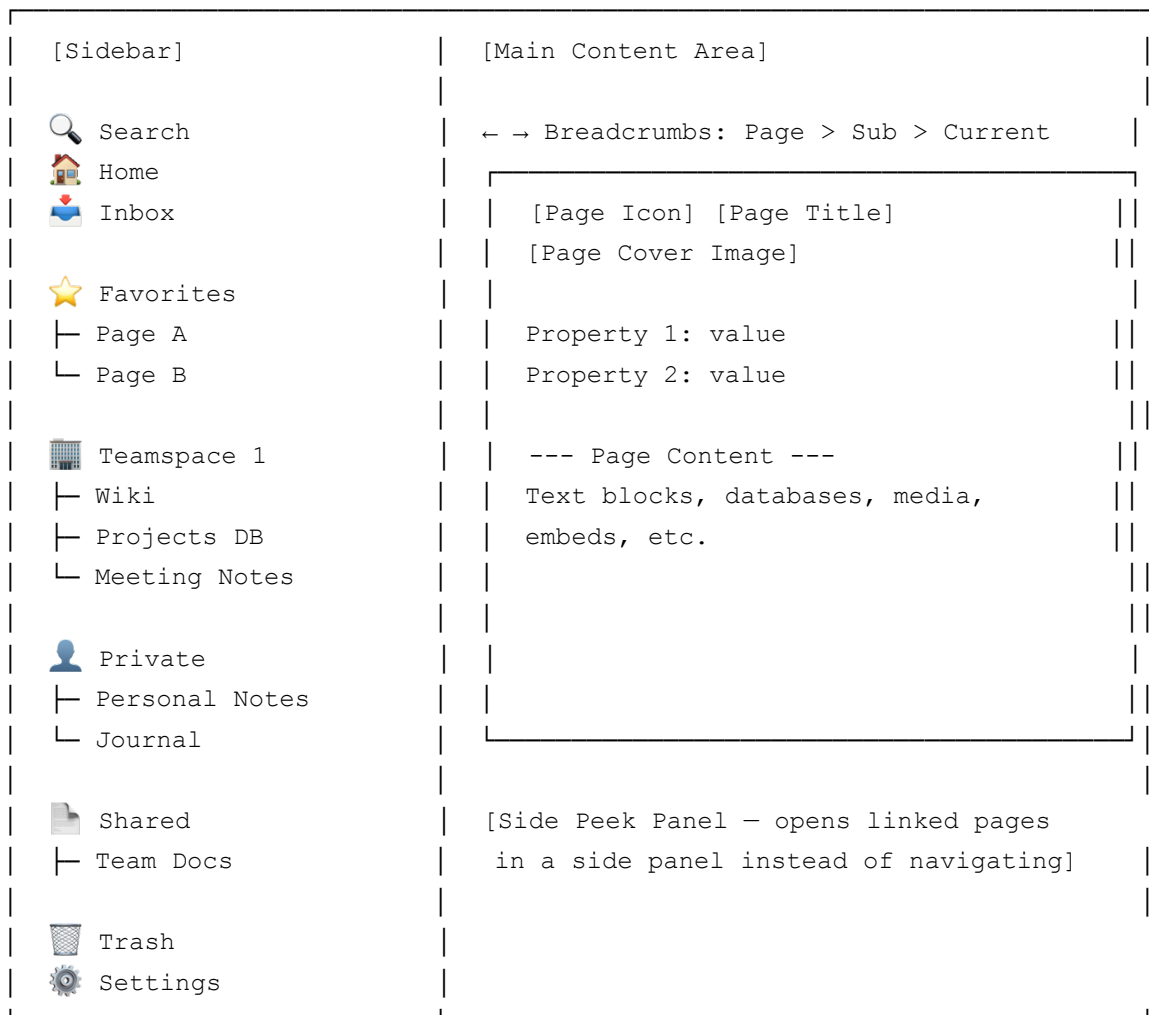 [Sidebar]
Search
Home
Inbox
Favorites
├─ Page A
└─ Page B
Teamspace 1
├─ Wiki
├─ Projects DB
└─ Meeting Notes
Private
├─ Personal Notes
└─ Journal
Shared
├─ Team Docs
Trash
Settings
[Main Content Area]
← → Breadcrumbs: Page > Sub > Current
[Page Icon] [Page Title]
[Page Cover Image]
Property 1: value
Property 2: value
--- Page Content ---
Text blocks, databases, media,
embeds, etc.
[Side Peek Panel — opens linked pages
in a side panel instead of navigating]